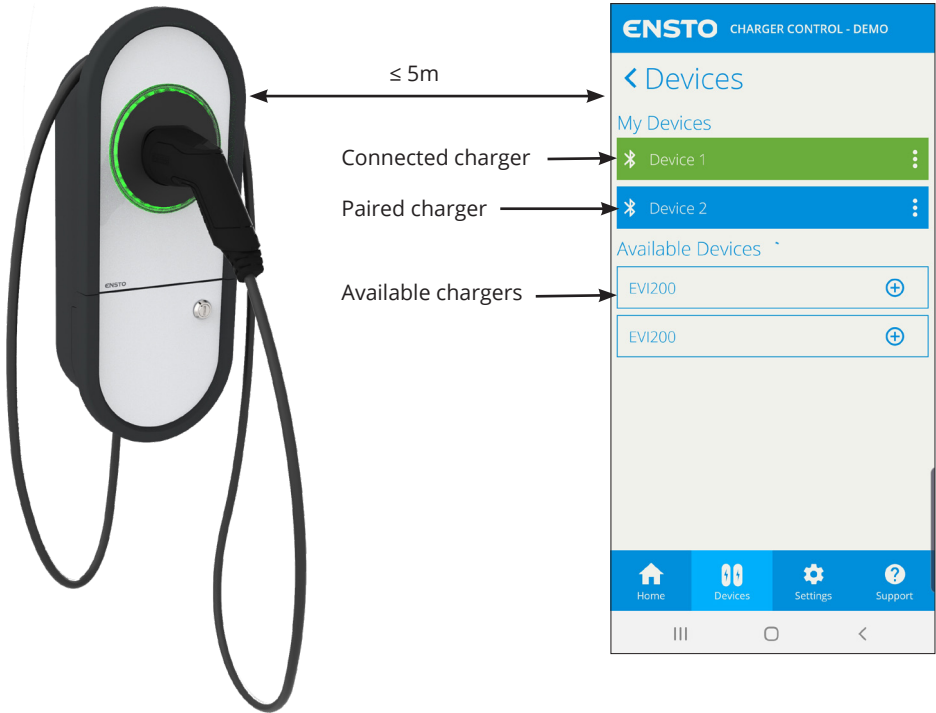 ≤ 5m
Connected charger
Paired charger
Available chargers
ENSTO
ENSTO CHARGER CONTROL - DEMO
Devices
My Devices
Device 1
Device 2
Available Devices `
EVI200
EVI200
Home Devices Settings Support